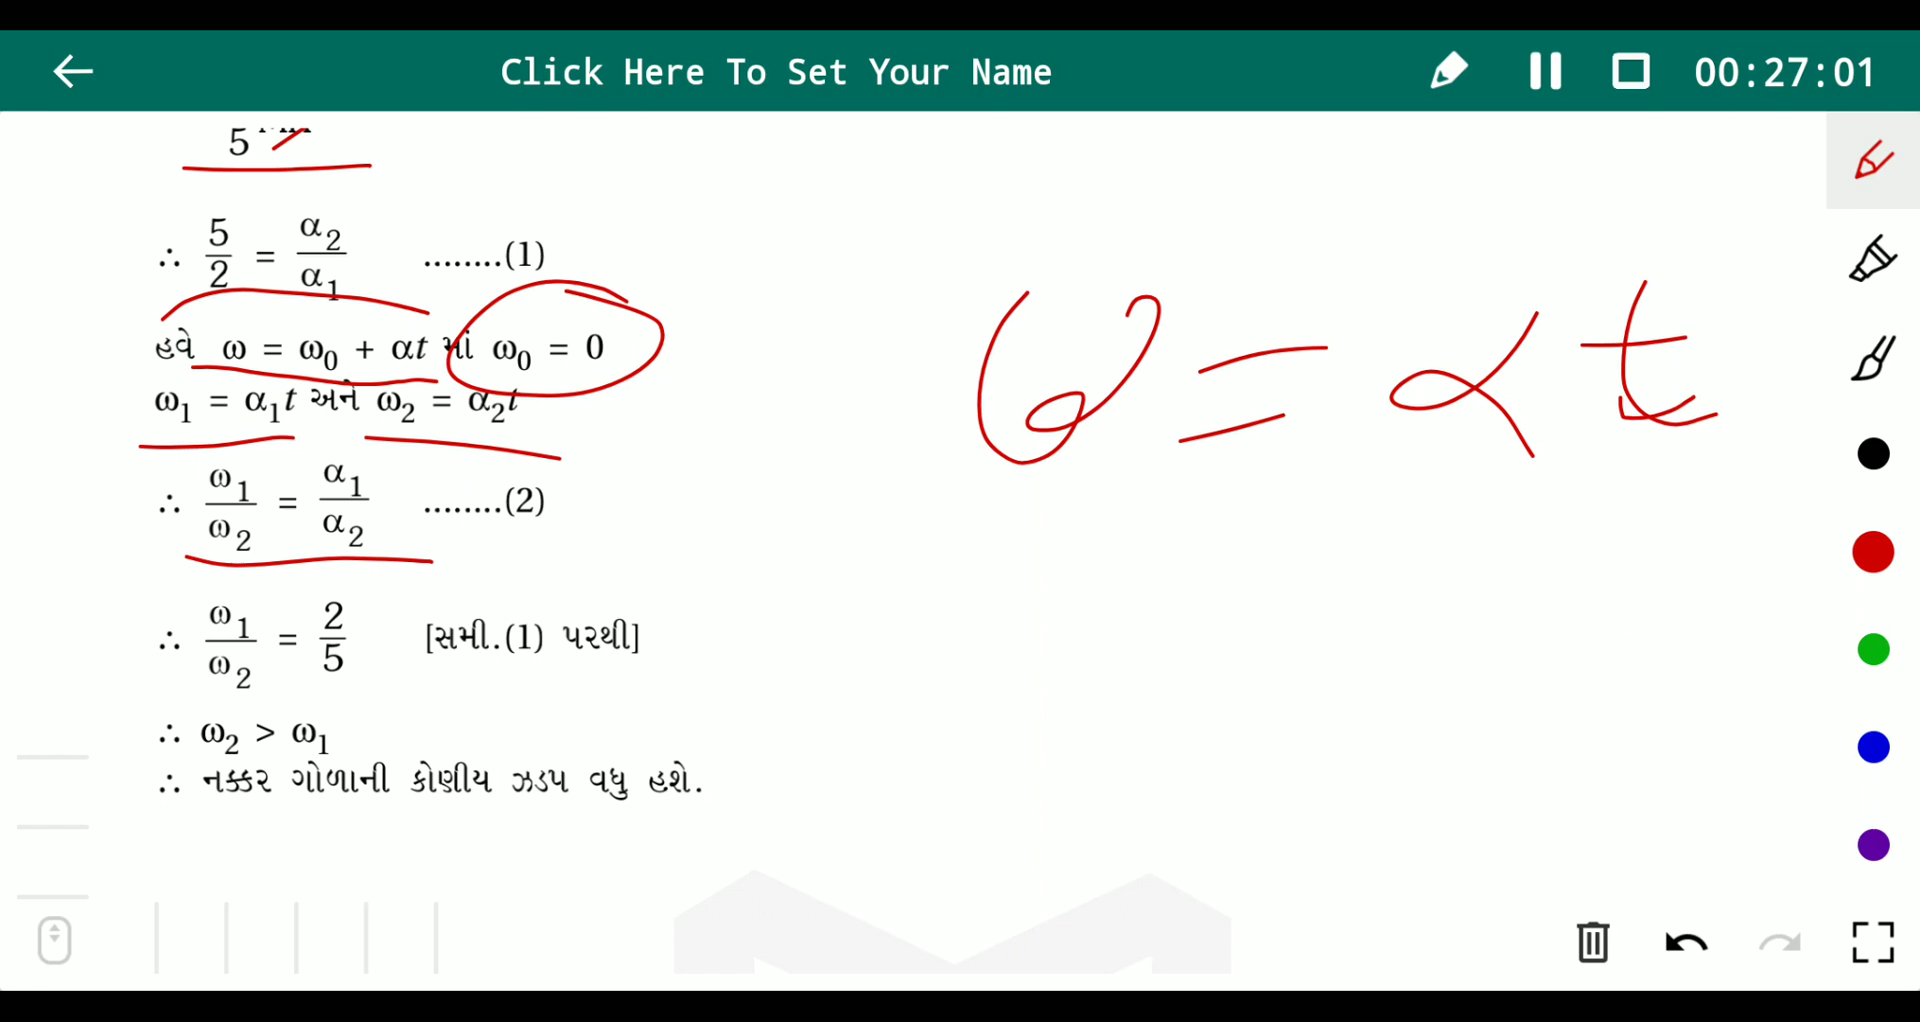 Click Here To Set Your Name
00:27:01
5
∴ 5/2 = α2/α1 ........(1)
હવે ω = ω0 + αt માં ω0 = 0
ω1 = α1t અને ω2 = α2t
∴ ω1/ω2 = α1/α2 ........(2)
∴ ω1/ω2 = 2/5 [સમી.(1) પરથી]
∴ ω2 > ω1
∴ નક્કર ગોળાની કોણીય ઝડપ વધુ હશે.
ω = αt